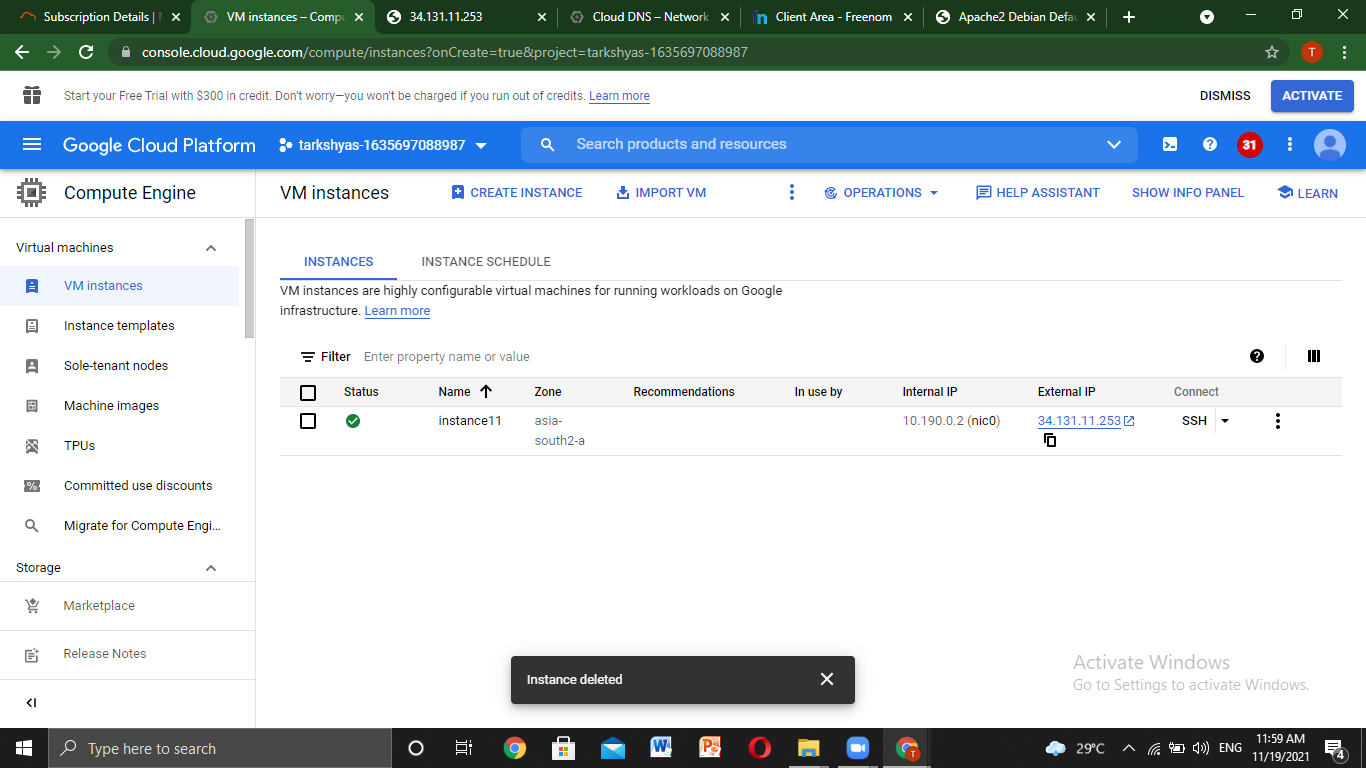 Subscription Details |
VM instances – Compu
34.131.11.253
Cloud DNS – Network
Client Area - Freenom
Apache2 Debian Defau
console.cloud.google.com/compute/instances?onCreate=true&project=tarkshyas-1635697088987
T
Start your Free Trial with $300 in credit. Don't worry—you won't be charged if you run out of credits. Learn more
DISMISS
ACTIVATE
Google Cloud Platform
tarkshyas-1635697088987
Search products and resources
31
Compute Engine
VM instances
CREATE INSTANCE
IMPORT VM
OPERATIONS
HELP ASSISTANT
SHOW INFO PANEL
LEARN
Virtual machines
VM instances
Instance templates
Sole-tenant nodes
Machine images
TPUs
Committed use discounts
Migrate for Compute Engi...
Storage
Marketplace
Release Notes
INSTANCES
INSTANCE SCHEDULE
VM instances are highly configurable virtual machines for running workloads on Google
infrastructure. Learn more
Filter Enter property name or value
Status Name Zone Recommendations In use by Internal IP External IP Connect
instance11 asia- 10.190.0.2 (nic0) 34.131.11.253 SSH
south2-a
Instance deleted
Activate Windows
Go to Settings to activate Windows.
Type here to search
29°C
ENG
11:59 AM
11/19/2021
4